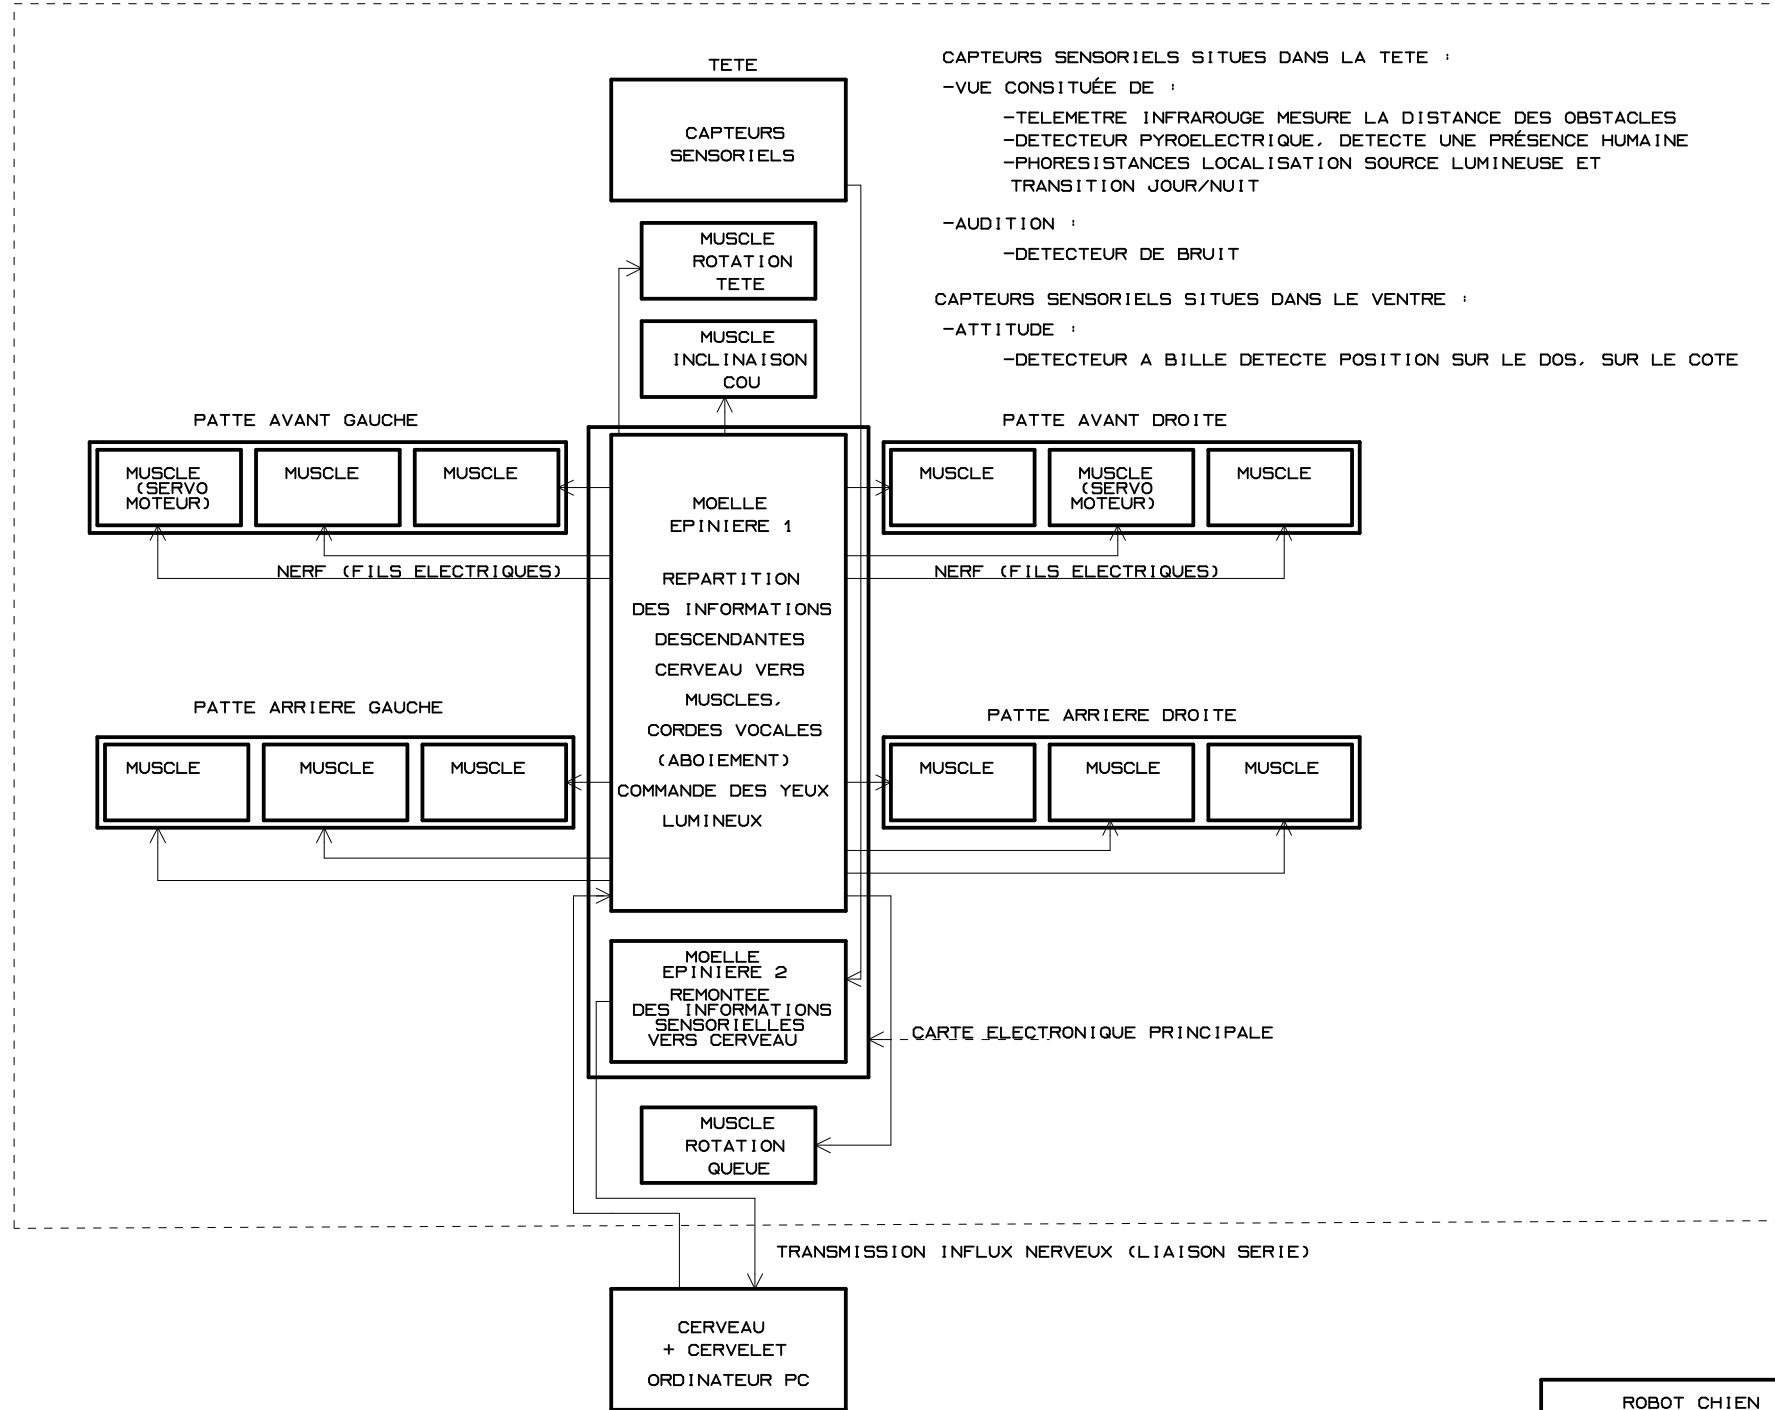 TETE
CAPTEURS
SENSORIELS
CAPTEURS SENSORIELS SITUES DANS LA TETE :
-VUE CONSITUÉE DE :
-TELEMETRE INFRAROUGE MESURE LA DISTANCE DES OBSTACLES
-DETECTEUR PYROELECTRIQUE, DETECTE UNE PRÉSENCE HUMAINE
-PHORESISTANCES LOCALISATION SOURCE LUMINEUSE ET
TRANSITION JOUR/NUIT
-AUDITION :
-DETECTEUR DE BRUIT
CAPTEURS SENSORIELS SITUES DANS LE VENTRE :
-ATTITUDE :
-DETECTEUR A BILLE DETECTE POSITION SUR LE DOS, SUR LE COTE
MUSCLE
ROTATION
TETE
MUSCLE
INCLINAISON
COU
PATTE AVANT GAUCHE
MUSCLE
(SERVO
MOTEUR)
MUSCLE
MUSCLE
NERF (FILS ELECTRIQUES)
PATTE AVANT DROITE
MUSCLE
MUSCLE
(SERVO
MOTEUR)
MUSCLE
NERF (FILS ELECTRIQUES)
MOELLE
EPINIERE 1
REPARTITION
DES INFORMATIONS
DESCENDANTES
CERVEAU VERS
MUSCLES,
CORDES VOCALES
(ABOIEMENT)
COMMANDE DES YEUX
LUMINEUX
PATTE ARRIERE GAUCHE
MUSCLE
MUSCLE
MUSCLE
PATTE ARRIERE DROITE
MUSCLE
MUSCLE
MUSCLE
MOELLE
EPINIERE 2
REMONTEE
DES INFORMATIONS
SENSORIELLES
VERS CERVEAU
CARTE ELECTRONIQUE PRINCIPALE
MUSCLE
ROTATION
QUEUE
TRANSMISSION INFLUX NERVEUX (LIAISON SERIE)
CERVEAU
+ CERVELET
ORDINATEUR PC
ROBOT CHIEN